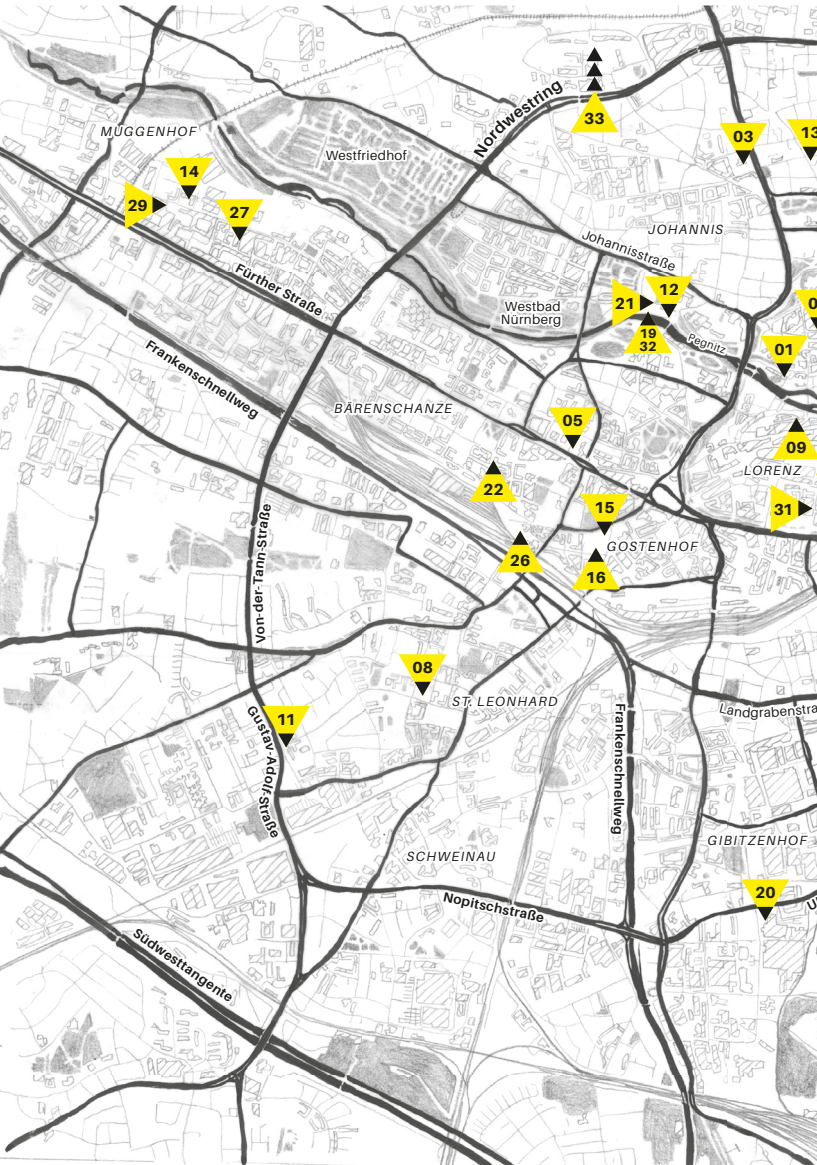 Nordwestring
33
03
13
MUGGENHOF
Westfriedhof
14
29
27
JOHANNIS
Johannisstraße
Fürther Straße
21
12
Westbad
Nürnberg
19
32
Pegnitz
01
Frankenschnellweg
BÄRENSCHANZE
05
09
LORENZ
22
15
31
GOSTENHOF
26
16
Von-der-Tann-Straße
08
ST. LEONHARD
11
Gustav-Adolf-Straße
Frankenschnellweg
Landgrabenstra
GIBITZENHOF
SCHWEINAU
20
Nopitschstraße
Südwesttangente